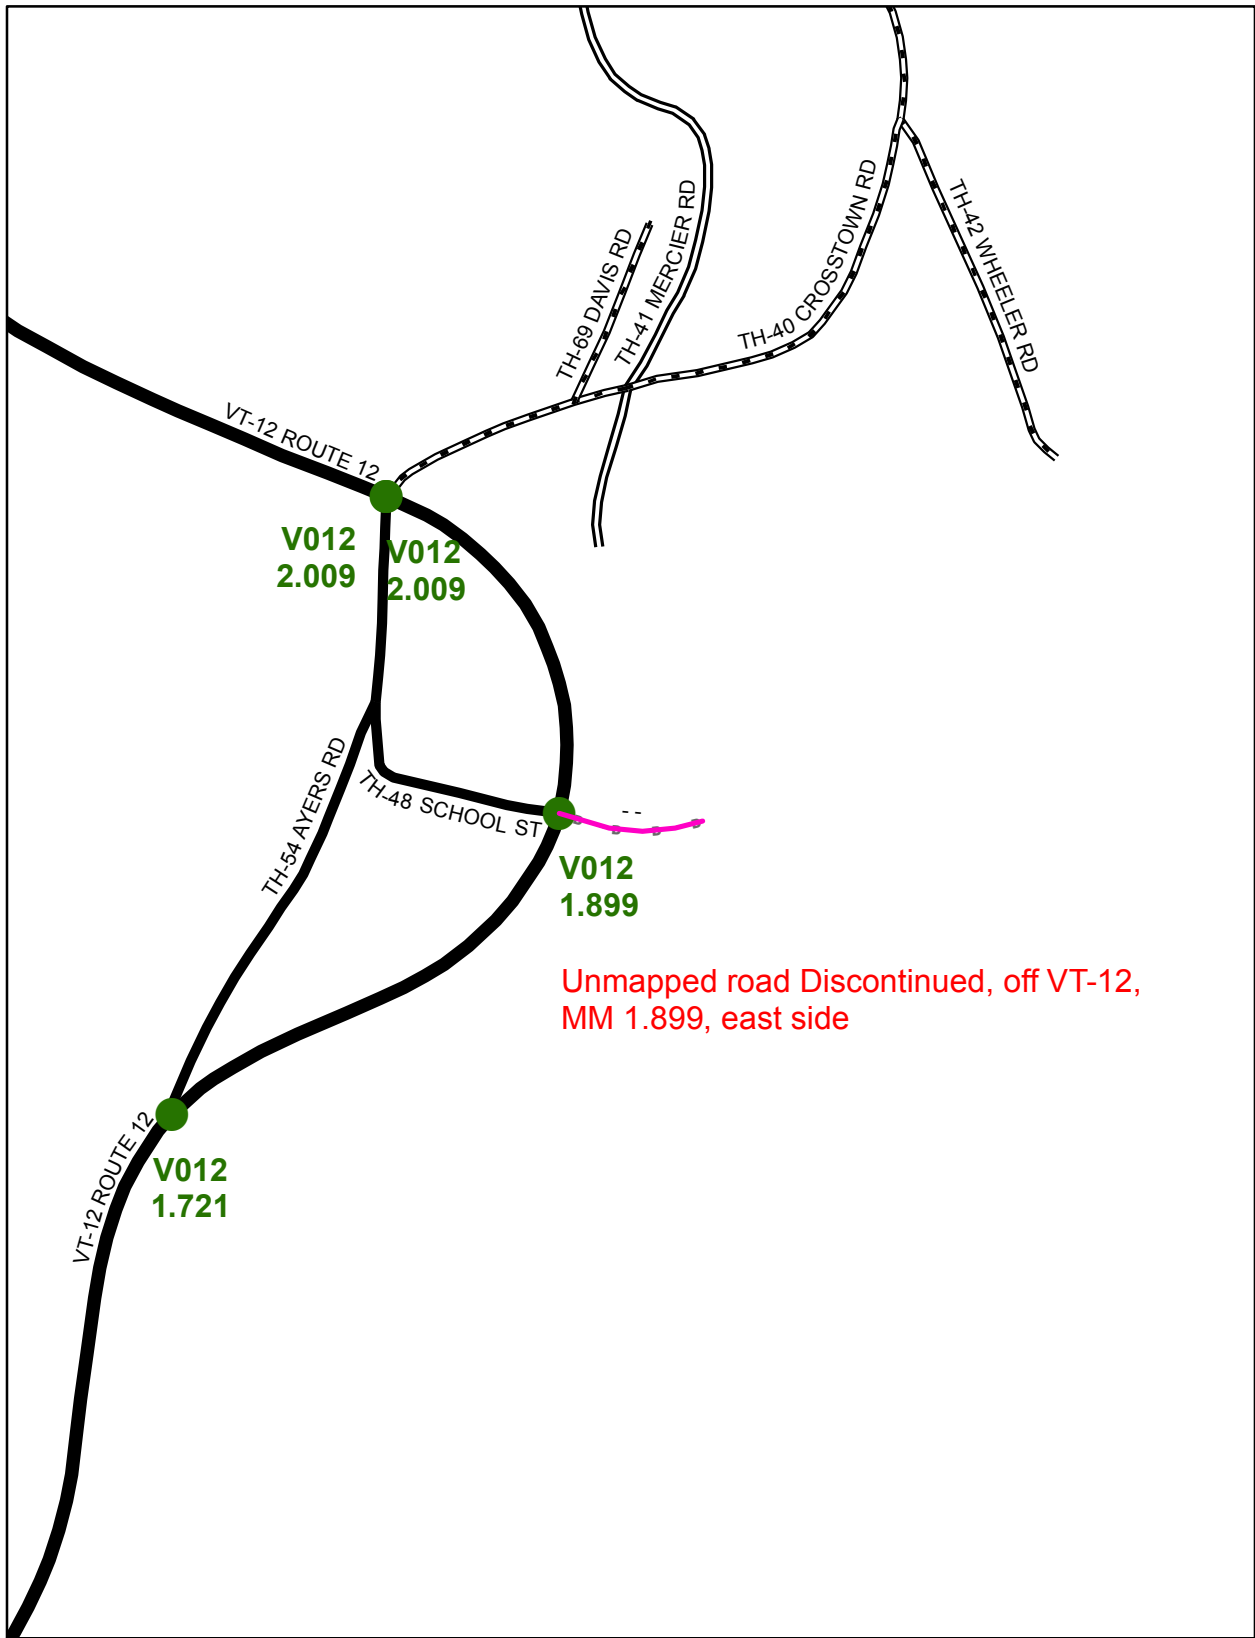 TH-42 WHEELER RD
TH-40 CROSSTOWN RD
TH-41 MERCIER RD
TH-69 DAVIS RD
VT-12 ROUTE 12
V012
2.009
V012
2.009
TH-54 AYERS RD
TH-48 SCHOOL ST
- -
D
D
D
D
V012
1.899
Unmapped road Discontinued, off VT-12,
MM 1.899, east side
VT-12 ROUTE 12
V012
1.721